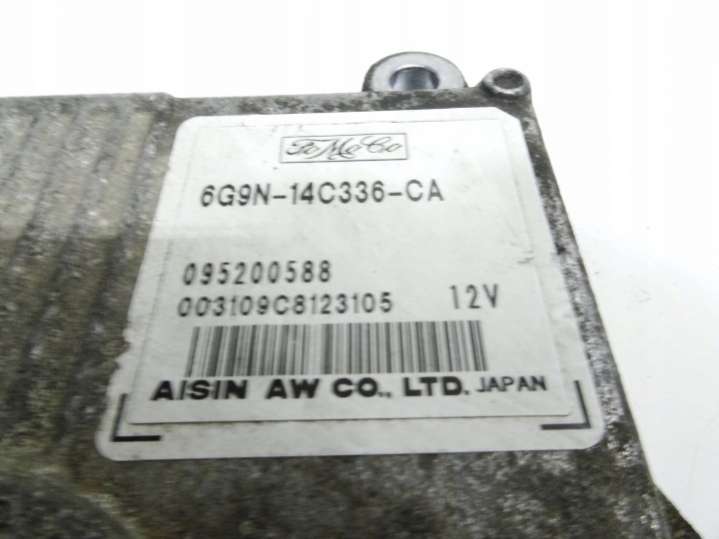 FoMoCo
6G9N-14C336-CA
095200588
003109C8123105 12V
AISIN AW CO., LTD. JAPAN